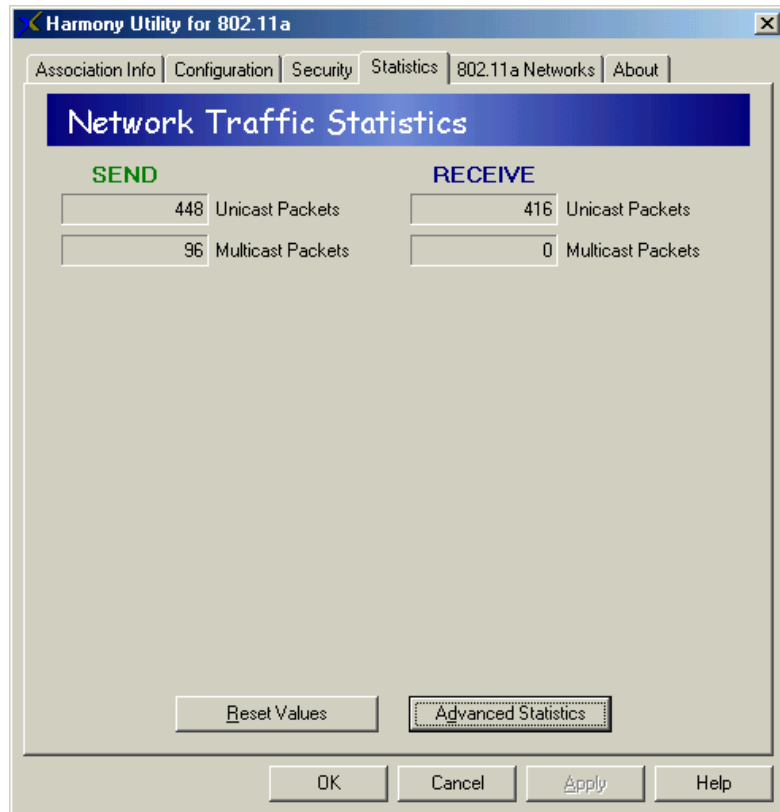 Harmony Utility for 802.11a
Association Info Configuration Security Statistics 802.11a Networks About
Network Traffic Statistics
SEND RECEIVE
448 Unicast Packets 416 Unicast Packets
96 Multicast Packets 0 Multicast Packets
Reset Values Advanced Statistics
OK Cancel Apply Help